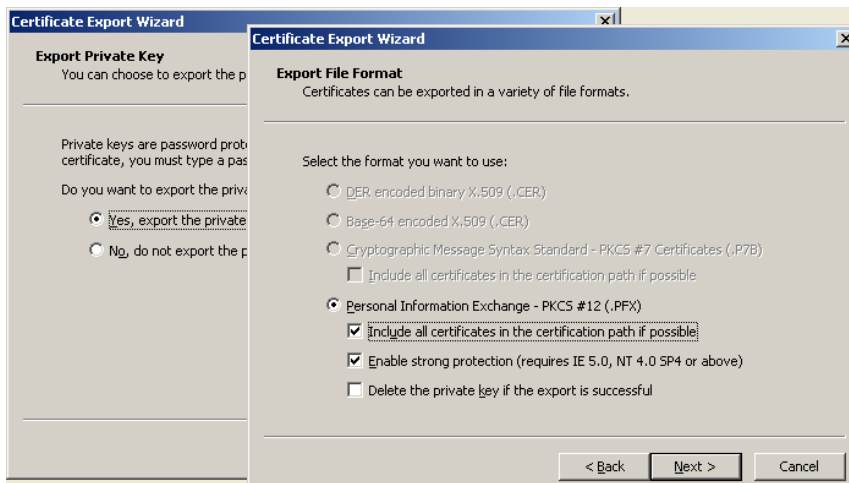 Certificate Export Wizard
Export Private Key
You can choose to export the p
Private keys are password prot
certificate, you must type a pas
Do you want to export the priva
Yes, export the private
No, do not export the p
Certificate Export Wizard
Export File Format
Certificates can be exported in a variety of file formats.
Select the format you want to use:
DER encoded binary X.509 (.CER)
Base-64 encoded X.509 (.CER)
Cryptographic Message Syntax Standard - PKCS #7 Certificates (.P7B)
Include all certificates in the certification path if possible
Personal Information Exchange - PKCS #12 (.PFX)
Include all certificates in the certification path if possible
Enable strong protection (requires IE 5.0, NT 4.0 SP4 or above)
Delete the private key if the export is successful
< Back
Next >
Cancel